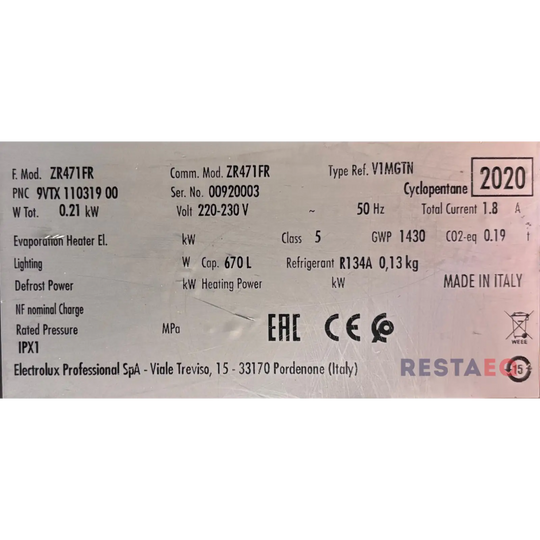 F. Mod. ZR471FR Comm. Mod. ZR471FR Type Ref. V1MGTN
PNC 9VTX 110319 00 Ser. No. 00920003 Cyclopentane 2020
W Tot. 0.21 kW Volt 220-230 V ~ 50 Hz Total Current 1.8 A
Evaporation Heater El. kW Class 5 GWP 1430 CO2-eq 0.19 t
Lighting W Cap. 670 L Refrigerant R134A 0,13 kg
Defrost Power kW Heating Power kW MADE IN ITALY
NF nominal Charge
Rated Pressure MPa EAC CE
IPX1 WEEE
Electrolux Professional SpA - Viale Treviso, 15 - 33170 Pordenone (Italy) RESTAEQ 15